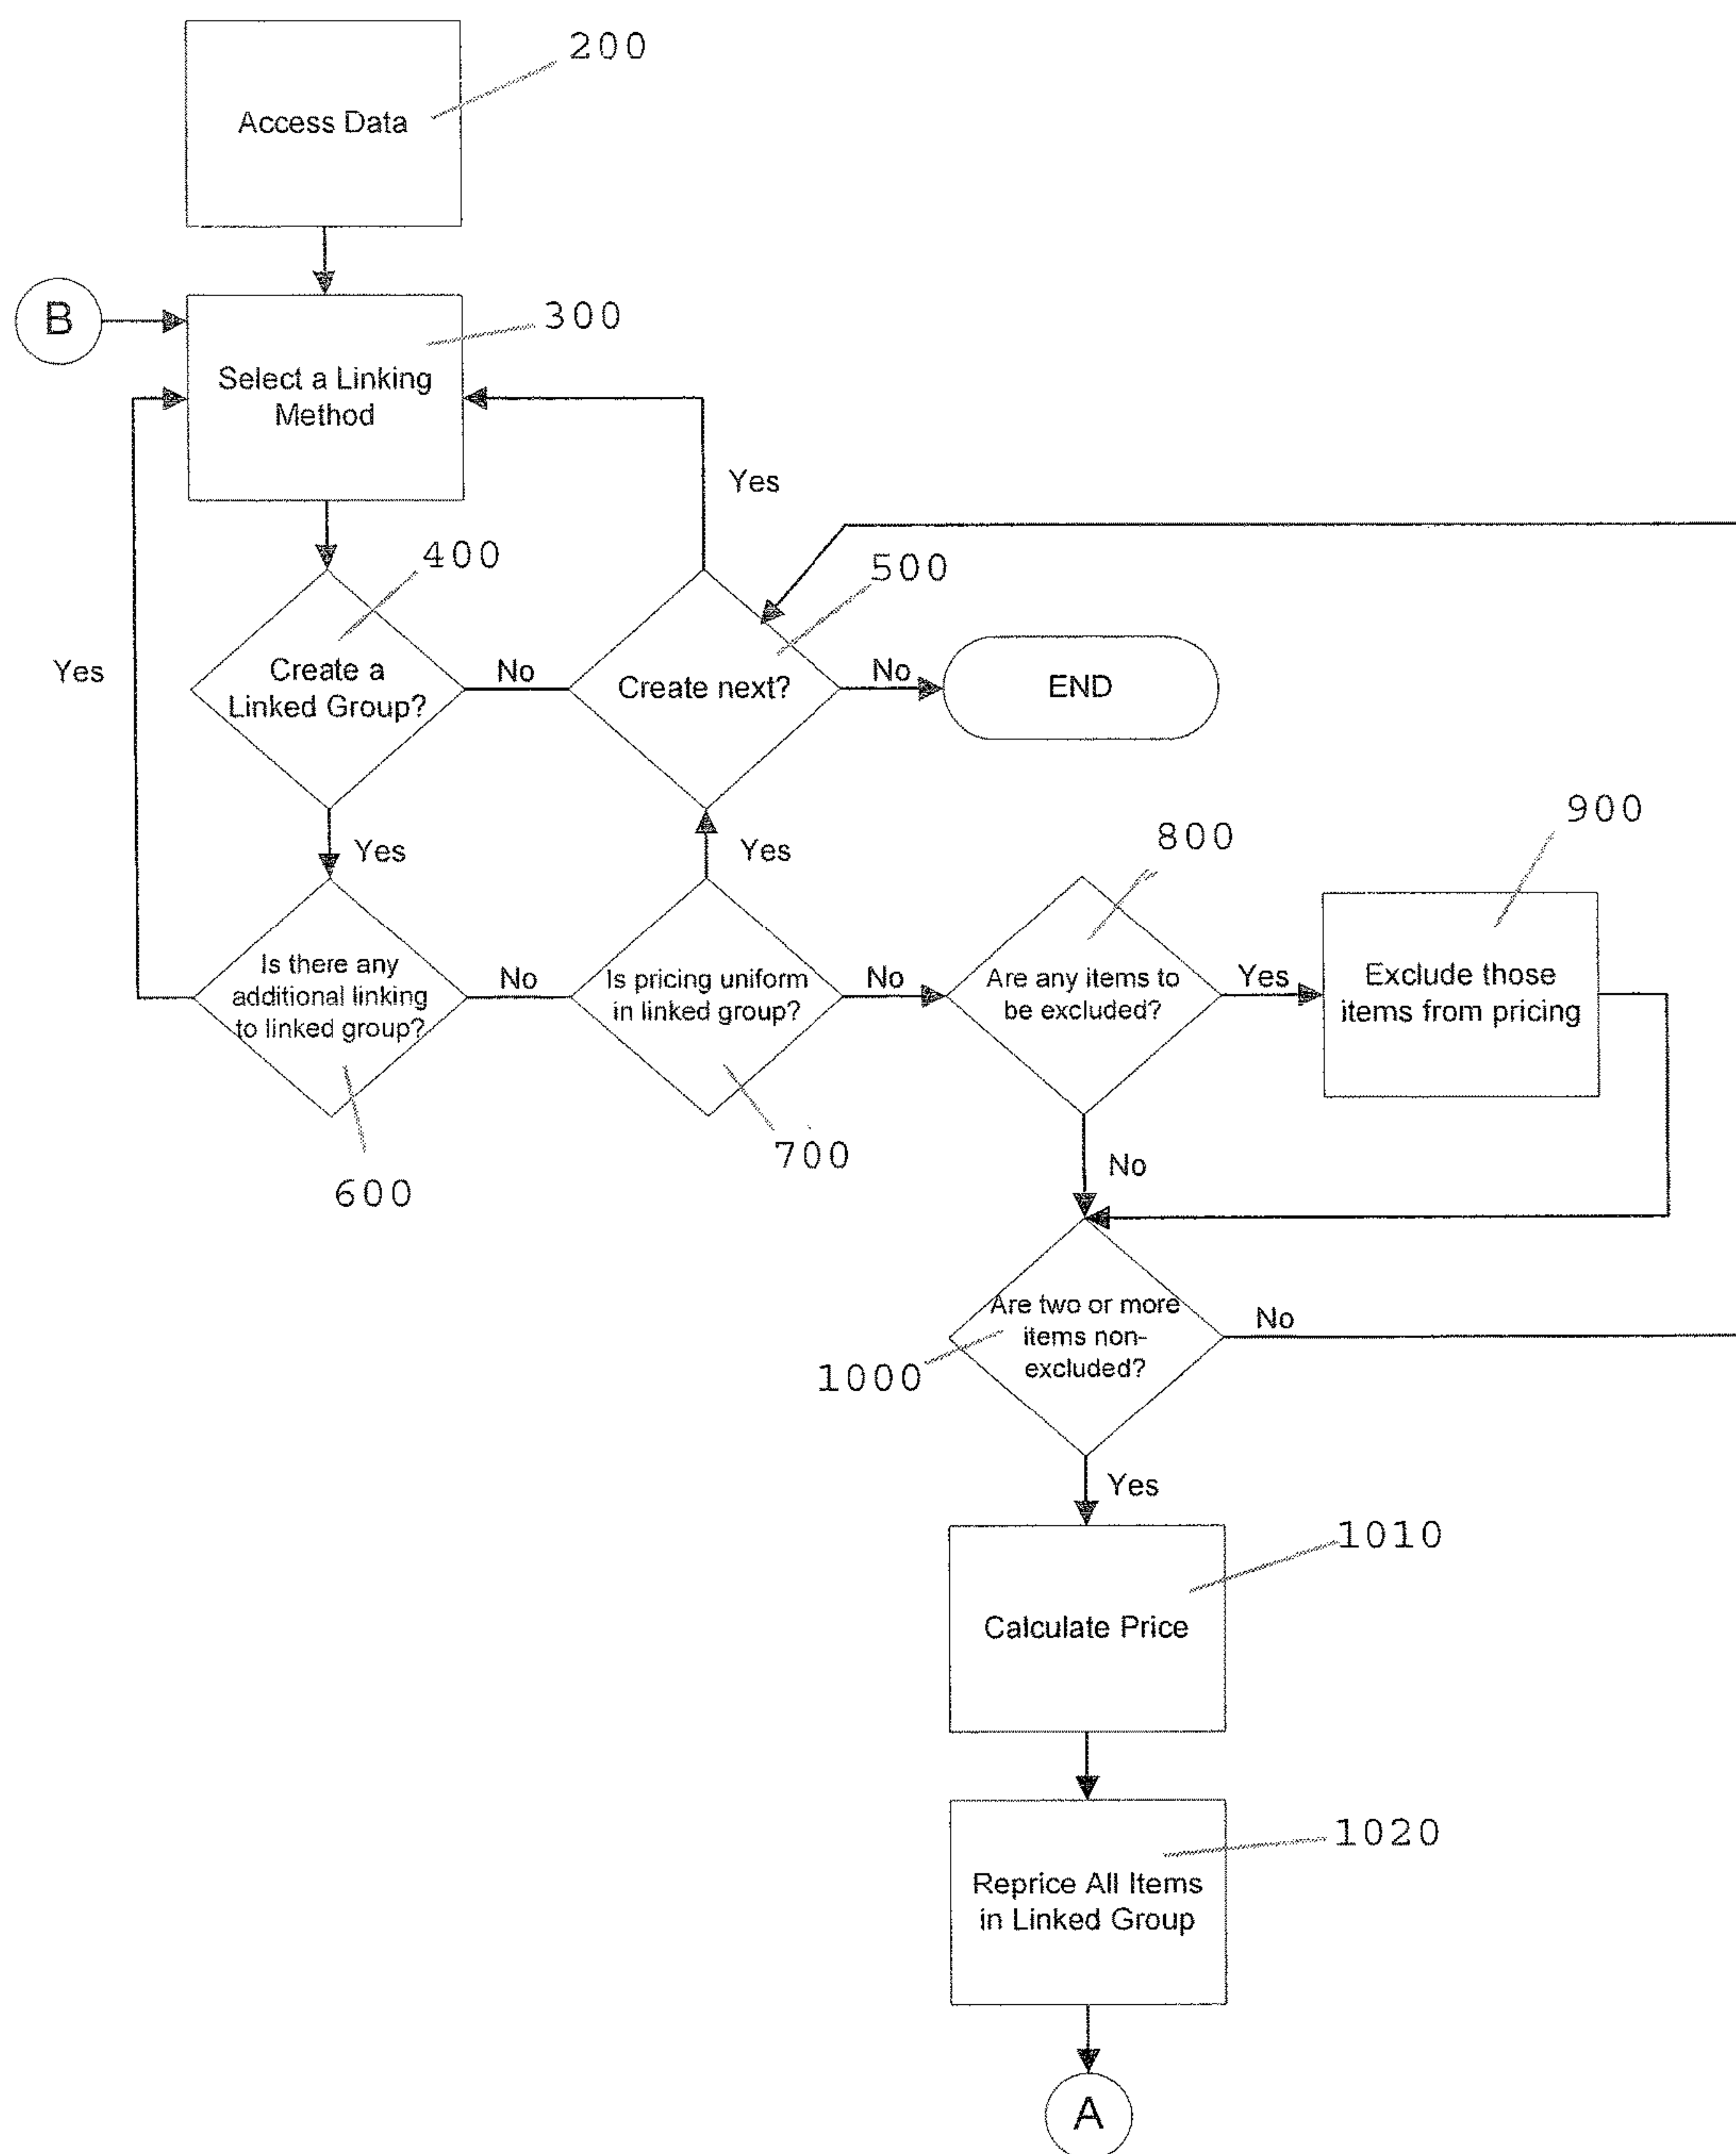 200
Access Data
B
300
Select a Linking
Method
Yes
400
500
Yes
Create a
Linked Group?
No
Create next?
No
END
Yes
Yes
800
900
Is there any
additional linking
to linked group?
No
Is pricing uniform
in linked group?
No
Are any items to
be excluded?
Yes
Exclude those
items from pricing
600
700
No
Are two or more
items non-
excluded?
No
1000
Yes
1010
Calculate Price
1020
Reprice All Items
in Linked Group
A